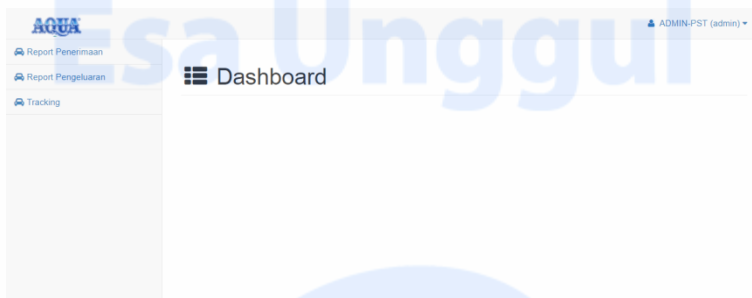 Esa Unggul
AQUA
ADMIN-PST (admin)
Report Penerimaan
Report Pengeluaran
Tracking
Dashboard